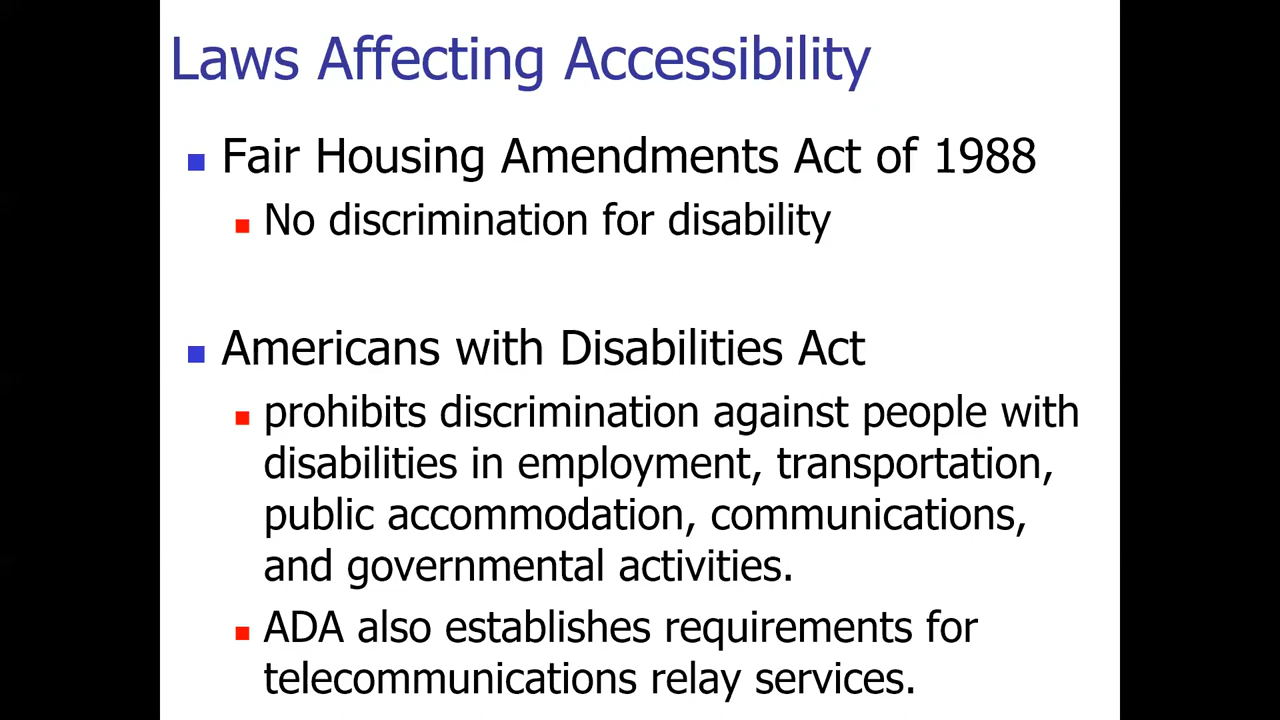 Laws Affecting Accessibility
Fair Housing Amendments Act of 1988
No discrimination for disability
Americans with Disabilities Act
prohibits discrimination against people with
disabilities in employment, transportation,
public accommodation, communications,
and governmental activities.
ADA also establishes requirements for
telecommunications relay services.